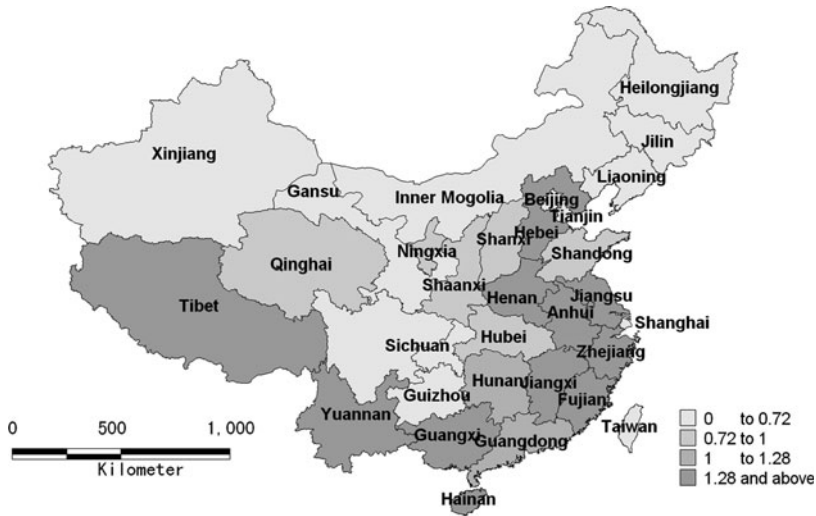 Heilongjiang
Jilin
Xinjiang
Liaoning
Gansu
Inner Mogolia
Beijing
Tianjin
Hebei
Shanxi
Ningxia
Shandong
Qinghai
Shaanxi
Henan
Jiangsu
Tibet
Anhui
Shanghai
Hubei
Sichuan
Zhejiang
Hunan
Jiangxi
Guizhou
Fujian
Yuannan
Taiwan
Guangxi
Guangdong
Hainan
0 500 1,000
Kilometer
0 to 0.72
0.72 to 1
1 to 1.28
1.28 and above